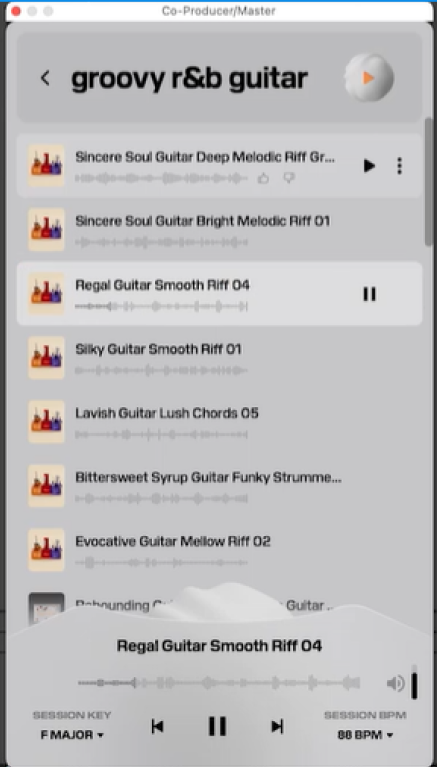 Co-Producer/Master
groovy r&b guitar
Sincere Soul Guitar Deep Melodic Riff Gr...
Sincere Soul Guitar Bright Melodic Riff 01
Regal Guitar Smooth Riff 04
Silky Guitar Smooth Riff 01
Lavish Guitar Lush Chords 05
Bittersweet Syrup Guitar Funky Strumme...
Evocative Guitar Mellow Riff 02
Rebounding Guitar...
Regal Guitar Smooth Riff 04
SESSION KEY
F MAJOR
SESSION BPM
88 BPM